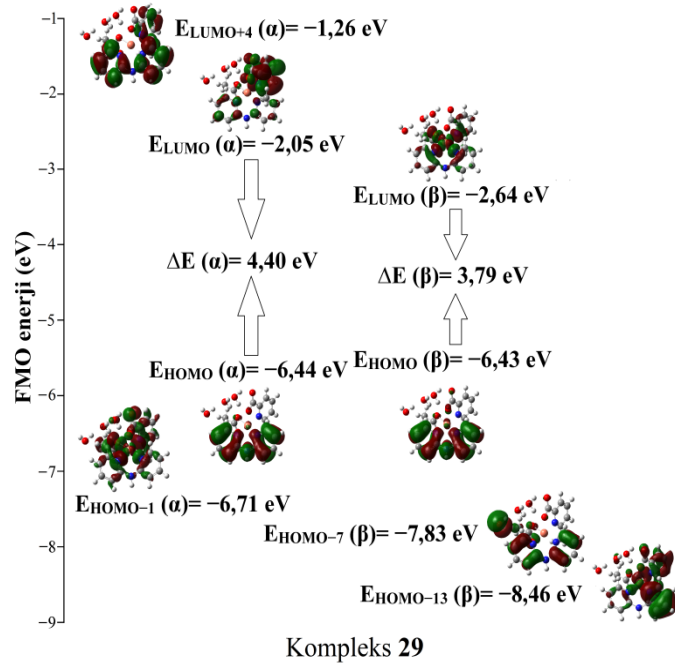 −1
E_LUMO+4 (α)= −1,26 eV
−2
E_LUMO (α)= −2,05 eV
−3
E_LUMO (β)= −2,64 eV
−4
ΔE (α)= 4,40 eV
ΔE (β)= 3,79 eV
FMO enerji (eV)
−5
E_HOMO (α)= −6,44 eV
E_HOMO (β)= −6,43 eV
−6
−7
E_HOMO−1 (α)= −6,71 eV
E_HOMO−7 (β)= −7,83 eV
−8
E_HOMO−13 (β)= −8,46 eV
−9
Kompleks 29